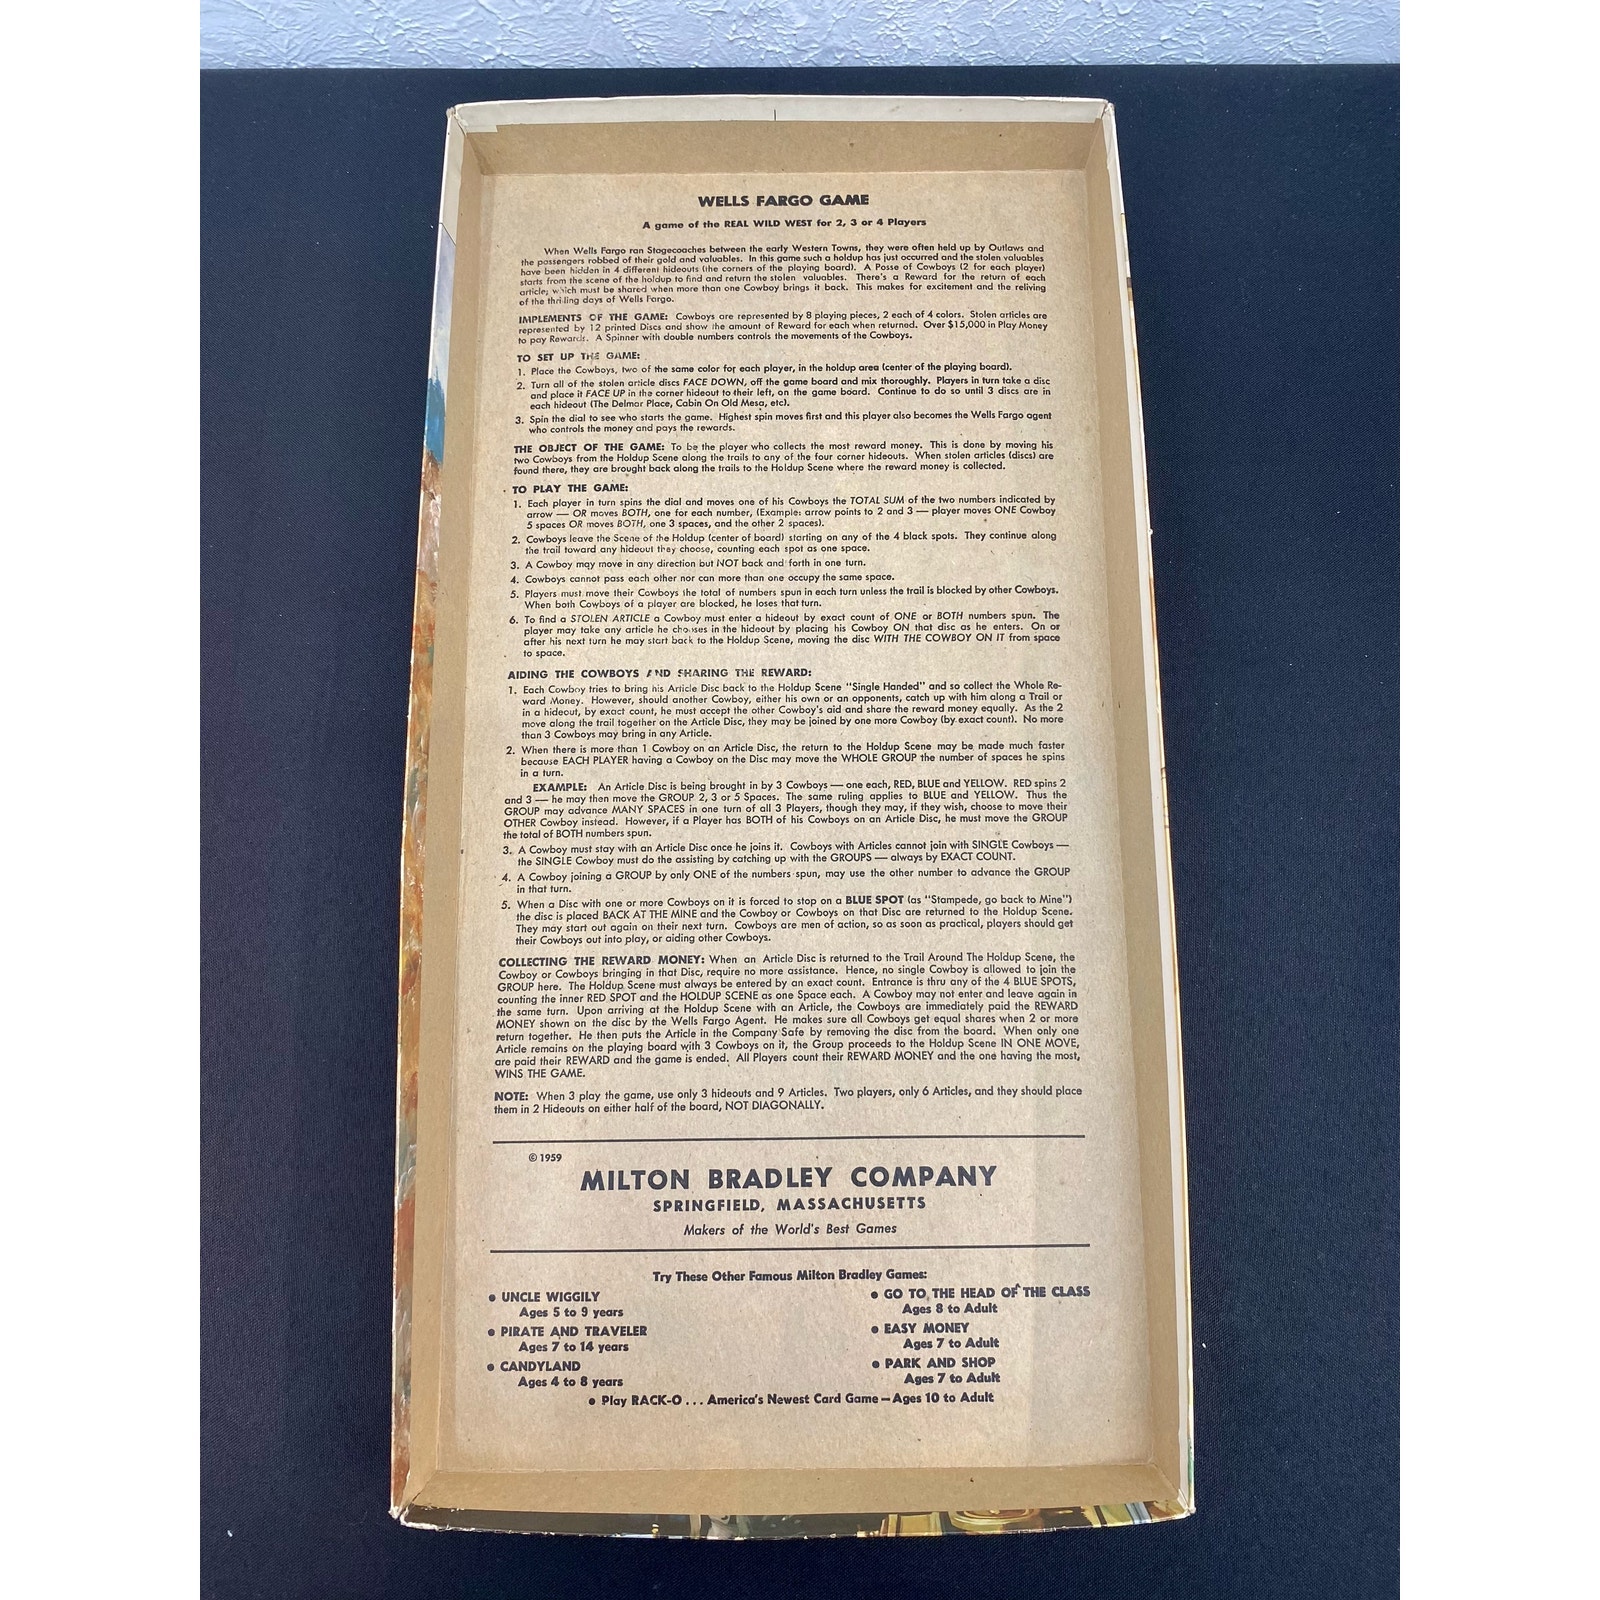 WELLS FARGO GAME
A game of the REAL WILD WEST for 2, 3 or 4 Players
When Wells Fargo ran Stagecoaches between the early Western Towns, they were often held up by Outlaws and
the passengers robbed of their gold and valuables. In this game such a holdup has just occurred and the stolen valuables
have been hidden in 4 different hideouts (the corners of the playing board). A Posse of Cowboys (2 for each player)
starts from the scene of the holdup to find and return the stolen valuables. There's a Reward for the return of each
article, which must be shared when more than one Cowboy brings it back. This makes for excitement and the reliving
of the thrilling days of Wells Fargo.
IMPLEMENTS OF THE GAME: Cowboys are represented by 8 playing pieces, 2 each of 4 colors. Stolen articles are
represented by 12 printed Discs and show the amount of Reward for each when returned. Over $15,000 in Play Money
to pay Rewards. A Spinner with double numbers controls the movements of the Cowboys.
TO SET UP THE GAME:
1. Place the Cowboys, two of the same color for each player, in the holdup area (center of the playing board).
2. Turn all of the stolen article discs FACE DOWN, off the game board and mix thoroughly. Players in turn take a disc
and place it FACE UP in the corner hideout to their left, on the game board. Continue to do so until 3 discs are in
each hideout (The Delmar Place, Cabin On Old Mesa, etc).
3. Spin the dial to see who starts the game. Highest spin moves first and this player also becomes the Wells Fargo agent
who controls the money and pays the rewards.
THE OBJECT OF THE GAME: To be the player who collects the most reward money. This is done by moving his
two Cowboys from the Holdup Scene along the trails to any of the four corner hideouts. When stolen articles (discs) are
found there, they are brought back along the trails to the Holdup Scene where the reward money is collected.
TO PLAY THE GAME:
1. Each player in turn spins the dial and moves one of his Cowboys the TOTAL SUM of the two numbers indicated by
arrow — OR moves BOTH, one for each number, (Example: arrow points to 2 and 3 — player moves ONE Cowboy
5 spaces OR moves BOTH, one 3 spaces, and the other 2 spaces).
2. Cowboys leave the Scene of the Holdup (center of board) starting on any of the 4 black spots. They continue along
the trail toward any hideout they choose, counting each spot as one space.
3. A Cowboy may move in any direction but NOT back and forth in one turn.
4. Cowboys cannot pass each other nor can more than one occupy the same space.
5. Players must move their Cowboys the total of numbers spun in each turn unless the trail is blocked by other Cowboys.
When both Cowboys of a player are blocked, he loses that turn.
6. To find a STOLEN ARTICLE a Cowboy must enter a hideout by exact count of ONE or BOTH numbers spun. The
player may take any article he chooses in the hideout by placing his Cowboy ON that disc as he enters. On or
after his next turn he may start back to the Holdup Scene, moving the disc WITH THE COWBOY ON IT from space
to space.
AIDING THE COWBOYS AND SHARING THE REWARD:
1. Each Cowboy tries to bring his Article Disc back to the Holdup Scene "Single Handed" and so collect the Whole Re-
ward Money. However, should another Cowboy, either his own or an opponents, catch up with him along a Trail or
in a hideout, by exact count, he must accept the other Cowboy's aid and share the reward money equally. As the 2
move along the trail together on the Article Disc, they may be joined by one more Cowboy (by exact count). No more
than 3 Cowboys may bring in any Article.
2. When there is more than 1 Cowboy on an Article Disc, the return to the Holdup Scene may be made much faster
because EACH PLAYER having a Cowboy on the Disc may move the WHOLE GROUP the number of spaces he spins
in a turn.
EXAMPLE: An Article Disc is being brought in by 3 Cowboys — one each, RED, BLUE and YELLOW. RED spins 2
and 3 — he may then move the GROUP 2, 3 or 5 Spaces. The same ruling applies to BLUE and YELLOW. Thus the
GROUP may advance MANY SPACES in one turn of all 3 Players, though they may, if they wish, choose to move their
OTHER Cowboy instead. However, if a Player has BOTH of his Cowboys on an Article Disc, he must move the GROUP
the total of BOTH numbers spun.
3. A Cowboy must stay with an Article Disc once he joins it. Cowboys with Articles cannot join with SINGLE Cowboys —
the SINGLE Cowboy must do the assisting by catching up with the GROUPS — always by EXACT COUNT.
4. A Cowboy joining a GROUP by only ONE of the numbers spun, may use the other number to advance the GROUP
in that turn.
5. When a Disc with one or more Cowboys on it is forced to stop on a BLUE SPOT (as "Stampede, go back to Mine")
the disc is placed BACK AT THE MINE and the Cowboy or Cowboys on that Disc are returned to the Holdup Scene.
They may start out again on their next turn. Cowboys are men of action, so as soon as practical, players should get
their Cowboys out into play, or aiding other Cowboys.
COLLECTING THE REWARD MONEY: When an Article Disc is returned to the Trail Around The Holdup Scene, the
Cowboy or Cowboys bringing in that Disc, require no more assistance. Hence, no single Cowboy is allowed to join the
GROUP here. The Holdup Scene must always be entered by an exact count. Entrance is thru any of the 4 BLUE SPOTS,
counting the inner RED SPOT and the HOLDUP SCENE as one Space each. A Cowboy may not enter and leave again in
the same turn. Upon arriving at the Holdup Scene with an Article, the Cowboys are immediately paid the REWARD
MONEY shown on the disc by the Wells Fargo Agent. He makes sure all Cowboys get equal shares when 2 or more
return together. He then puts the Article in the Company Safe by removing the disc from the board. When only one
Article remains on the playing board with 3 Cowboys on it, the Group proceeds to the Holdup Scene IN ONE MOVE,
are paid their REWARD and the game is ended. All Players count their REWARD MONEY and the one having the most,
WINS THE GAME.
NOTE: When 3 play the game, use only 3 hideouts and 9 Articles. Two players, only 6 Articles, and they should place
them in 2 Hideouts on either half of the board, NOT DIAGONALLY.
© 1959
MILTON BRADLEY COMPANY
SPRINGFIELD, MASSACHUSETTS
Makers of the World's Best Games
Try These Other Famous Milton Bradley Games:
• UNCLE WIGGILY
Ages 5 to 9 years
• PIRATE AND TRAVELER
Ages 7 to 14 years
• CANDYLAND
Ages 4 to 8 years
• GO TO THE HEAD OF THE CLASS
Ages 8 to Adult
• EASY MONEY
Ages 7 to Adult
• PARK AND SHOP
Ages 7 to Adult
• Play RACK-O . . . America's Newest Card Game — Ages 10 to Adult